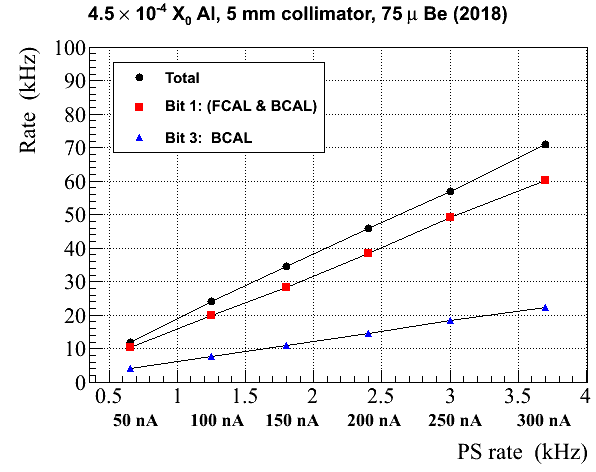 4.5 × 10⁻⁴ X₀ Al, 5 mm collimator, 75 μ Be (2018)
Rate (kHz)
100
90
80
70
60
50
40
30
20
10
0
Total
Bit 1: (FCAL & BCAL)
Bit 3: BCAL
0.5 1 1.5 2 2.5 3 3.5 4
50 nA 100 nA 150 nA 200 nA 250 nA 300 nA
PS rate (kHz)